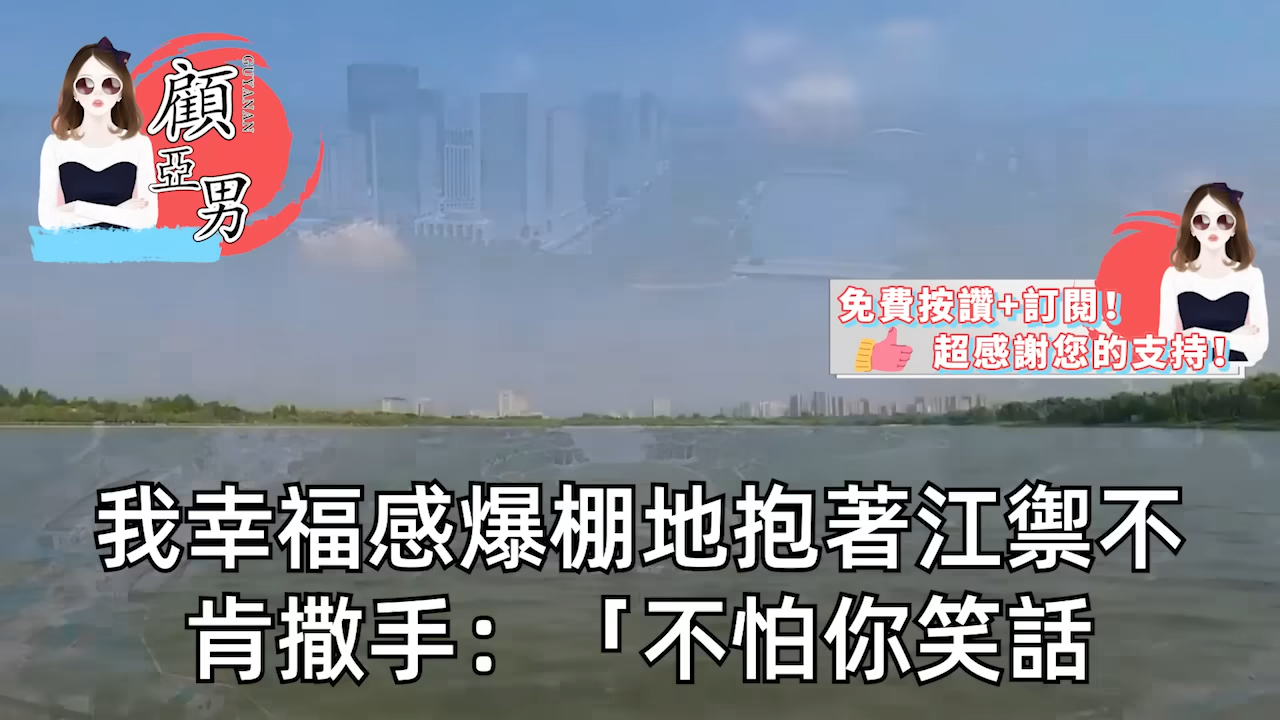 顧亞男
GUYANAN
免費按讚+訂閱!
超感謝您的支持!
我幸福感爆棚地抱著江禦不
肯撒手:「不怕你笑話